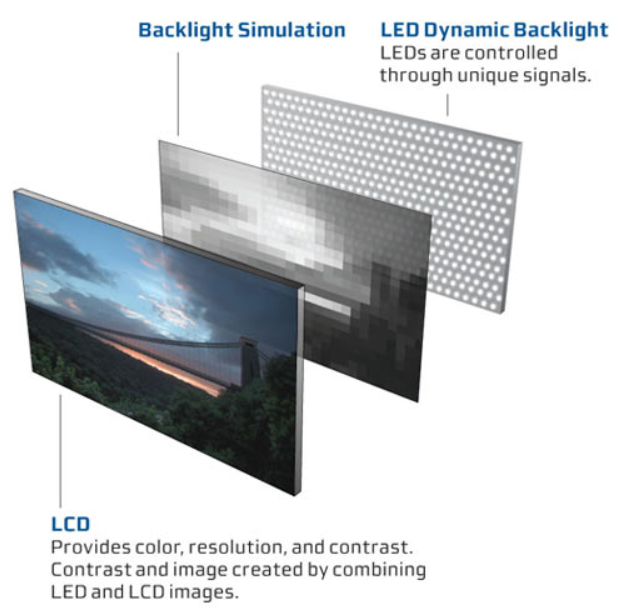 Backlight Simulation
LED Dynamic Backlight
LEDs are controlled
through unique signals.
LCD
Provides color, resolution, and contrast.
Contrast and image created by combining
LED and LCD images.